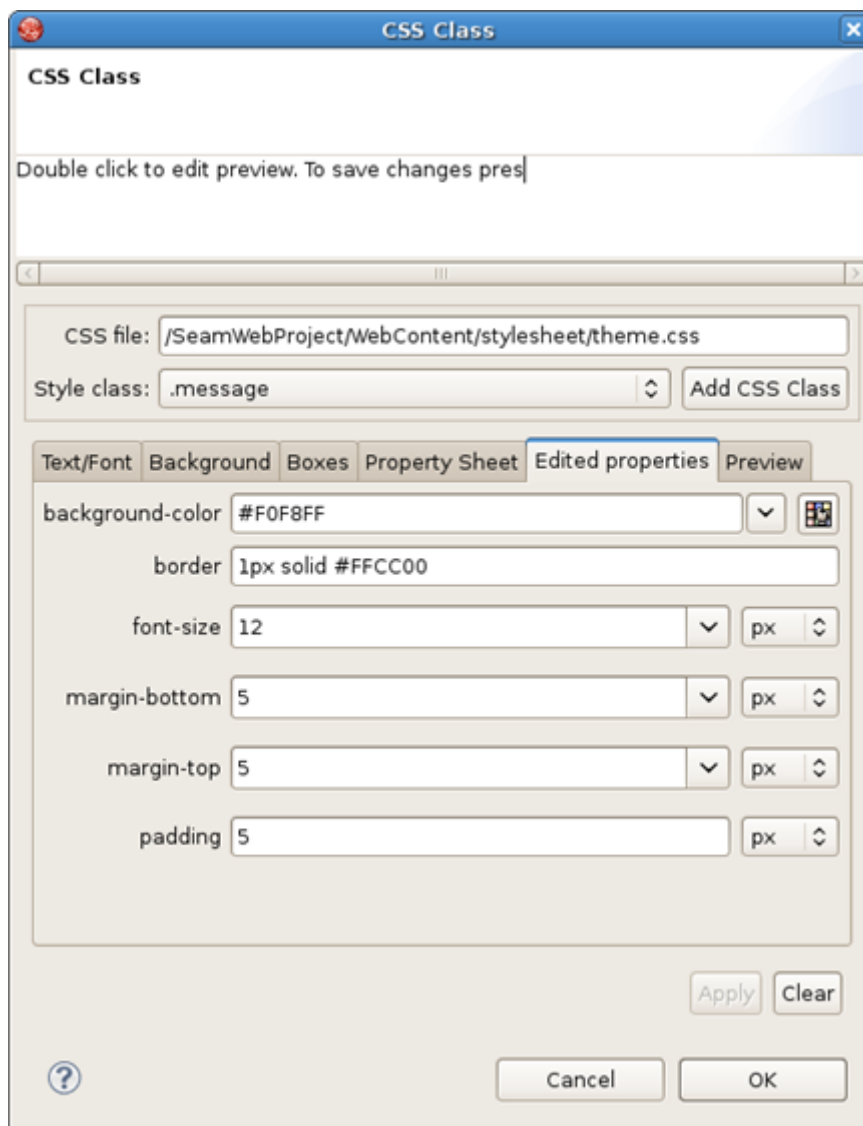 CSS Class
CSS Class
Double click to edit preview. To save changes pres
CSS file: /SeamWebProject/WebContent/stylesheet/theme.css
Style class: .message Add CSS Class
Text/Font Background Boxes Property Sheet Edited properties Preview
background-color #F0F8FF
border 1px solid #FFCC00
font-size 12 px
margin-bottom 5 px
margin-top 5 px
padding 5 px
Apply Clear
? Cancel OK